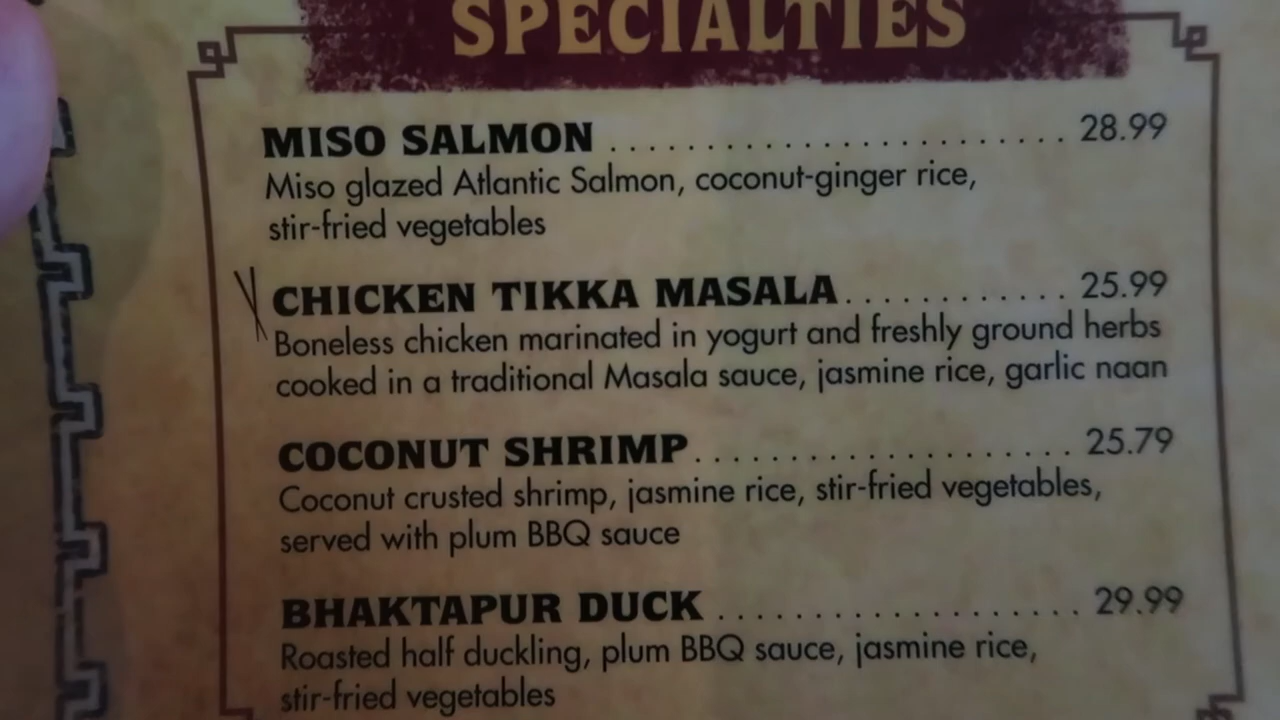 SPECIALTIES
MISO SALMON ........................ 28.99
Miso glazed Atlantic Salmon, coconut-ginger rice,
stir-fried vegetables
CHICKEN TIKKA MASALA ............ 25.99
Boneless chicken marinated in yogurt and freshly ground herbs
cooked in a traditional Masala sauce, jasmine rice, garlic naan
COCONUT SHRIMP .................... 25.79
Coconut crusted shrimp, jasmine rice, stir-fried vegetables,
served with plum BBQ sauce
BHAKTAPUR DUCK ................... 29.99
Roasted half duckling, plum BBQ sauce, jasmine rice,
stir-fried vegetables